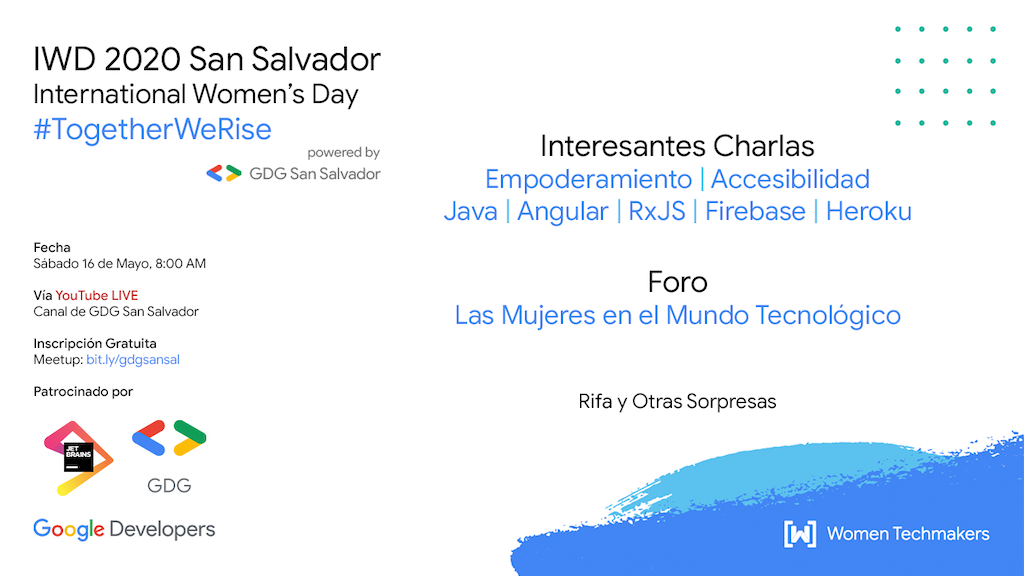 IWD 2020 San Salvador
International Women's Day
#TogetherWeRise
powered by
GDG San Salvador
Fecha
Sábado 16 de Mayo, 8:00 AM
Vía YouTube LIVE
Canal de GDG San Salvador
Inscripción Gratuita
Meetup: bit.ly/gdgsansal
Patrocinado por
JET
BRAINS
GDG
Google Developers
Interesantes Charlas
Empoderamiento | Accesibilidad
Java | Angular | RxJS | Firebase | Heroku
Foro
Las Mujeres en el Mundo Tecnológico
Rifa y Otras Sorpresas
[W] Women Techmakers